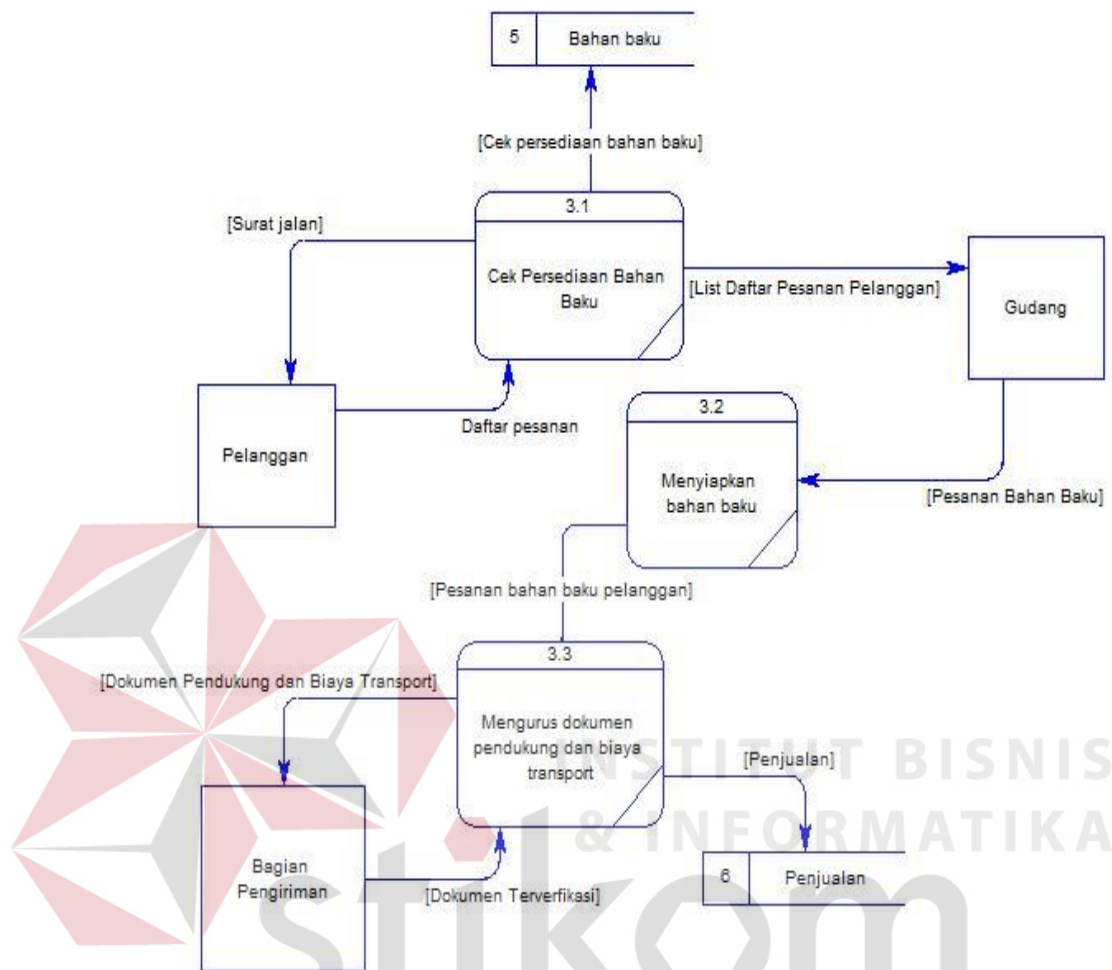 5
Bahan baku
[Cek persediaan bahan baku]
3.1
[Surat jalan]
Cek Persediaan Bahan
Baku
[List Daftar Pesanan Pelanggan]
Gudang
3.2
Daftar pesanan
Pelanggan
Menyiapkan
bahan baku
[Pesanan Bahan Baku]
[Pesanan bahan baku pelanggan]
3.3
[Dokumen Pendukung dan Biaya Transport]
Mengurus dokumen
pendukung dan biaya
transport
[Penjualan]
INSTITUT BISNIS
& INFORMATIKA
Bagian
Pengiriman
[Dokumen Terverfikasi]
6
Penjualan
stikom